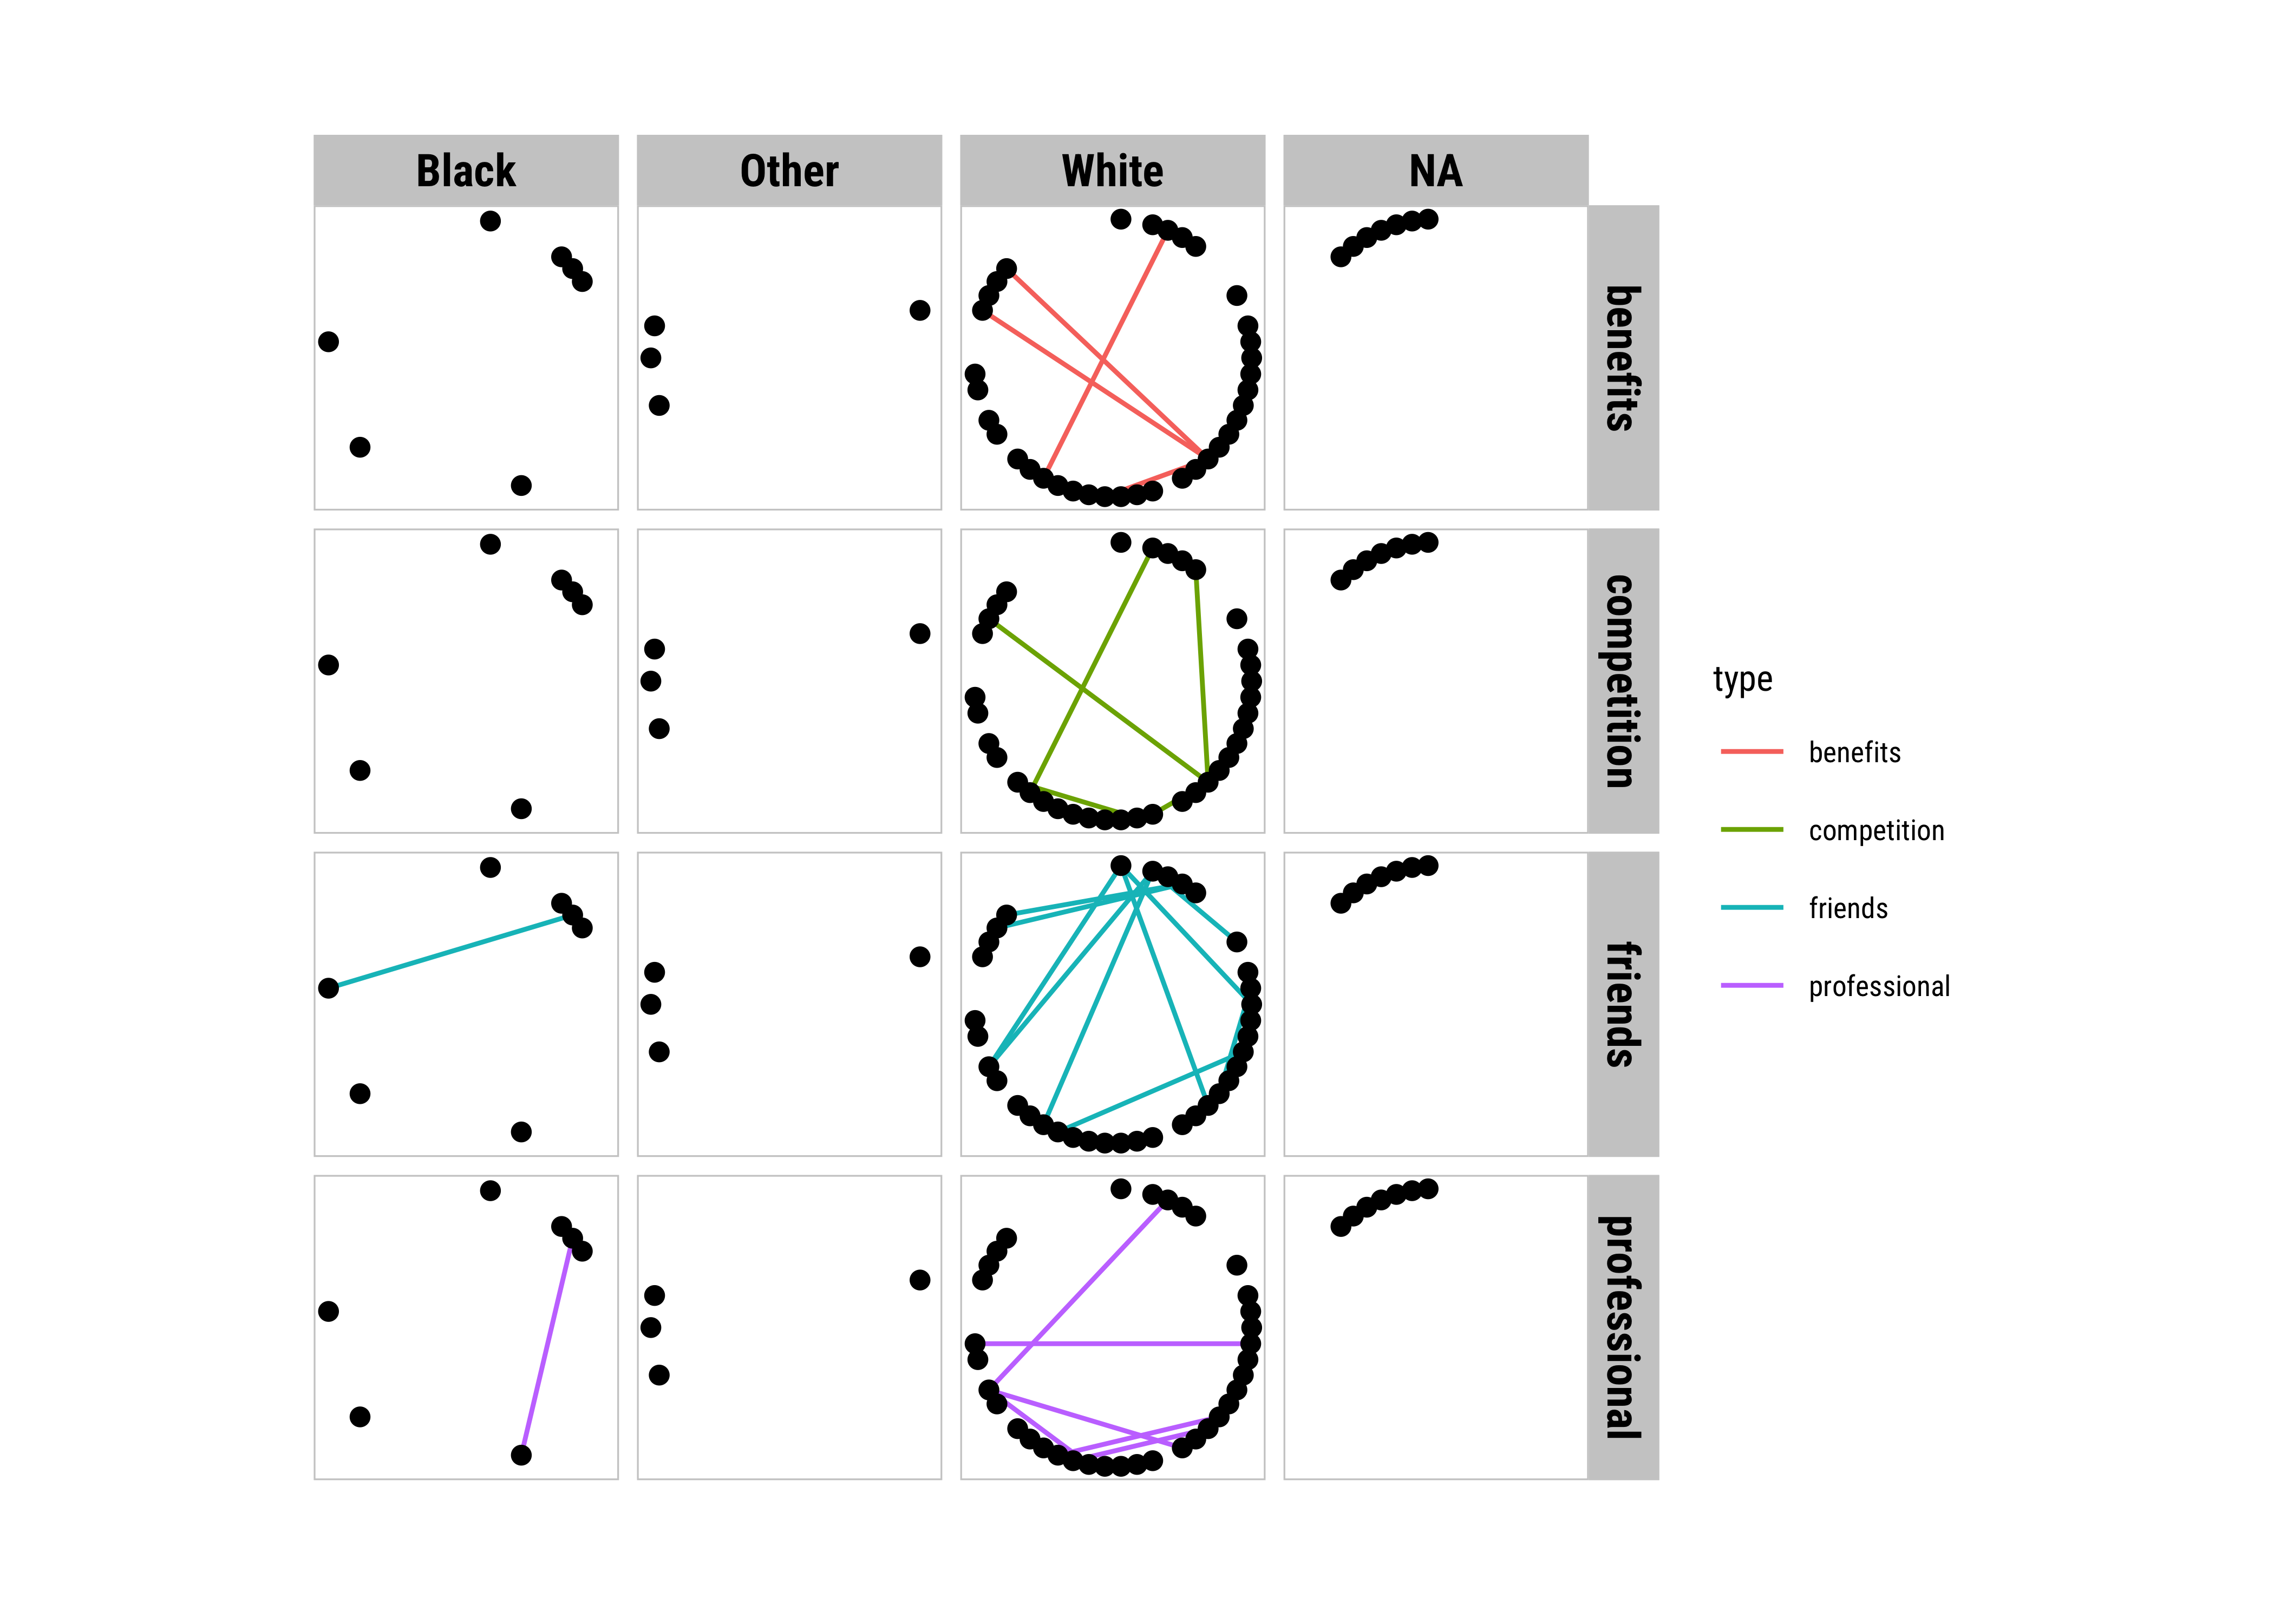 Black
Other
White
NA
benefits
competition
friends
professional
type
benefits
competition
friends
professional